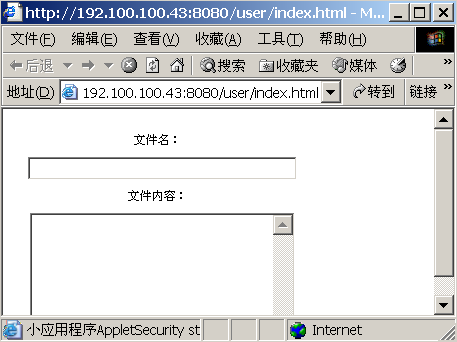 http://192.100.100.43:8080/user/index.html - M...
文件(F) 编辑(E) 查看(V) 收藏(A) 工具(T) 帮助(H)
后退 搜索 收藏夹 媒体 »
地址(D) 192.100.100.43:8080/user/index.html 转到 链接 »
文件名：
文件内容：
小应用程序AppletSecurity st Internet